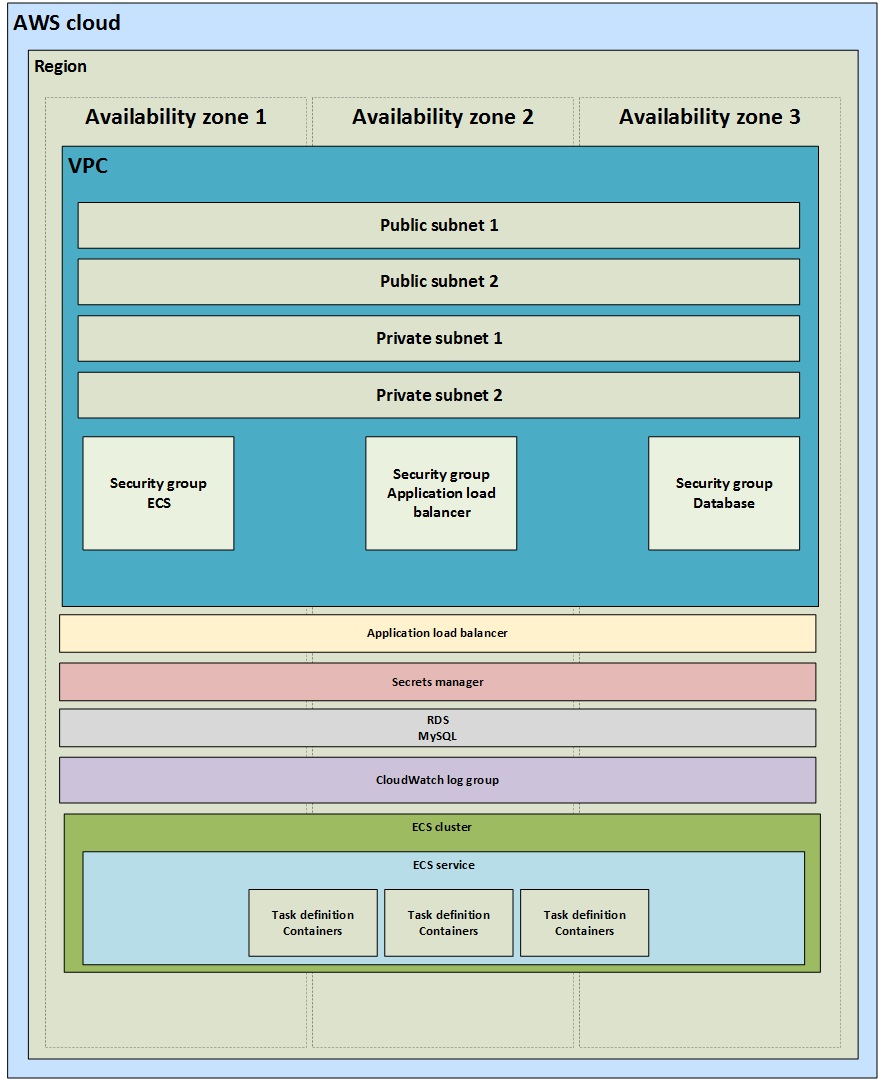 AWS cloud
Region
Availability zone 1
Availability zone 2
Availability zone 3
VPC
Public subnet 1
Public subnet 2
Private subnet 1
Private subnet 2
Security group
ECS
Security group
Application load
balancer
Security group
Database
Application load balancer
Secrets manager
RDS
MySQL
CloudWatch log group
ECS cluster
ECS service
Task definition
Containers
Task definition
Containers
Task definition
Containers